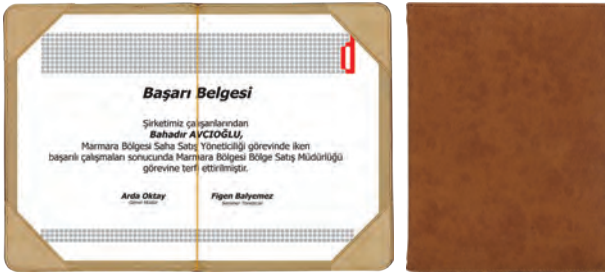 Başarı Belgesi
Şirketimiz çalışanlarından
Bahadır AVCIOĞLU,
Marmara Bölgesi Saha Satış Yöneticiliği görevinde iken
başarılı çalışmaları sonucunda Marmara Bölgesi Bölge Satış Müdürlüğü
görevine terfi ettirilmiştir.
Arda Oktay Figen Balyemez